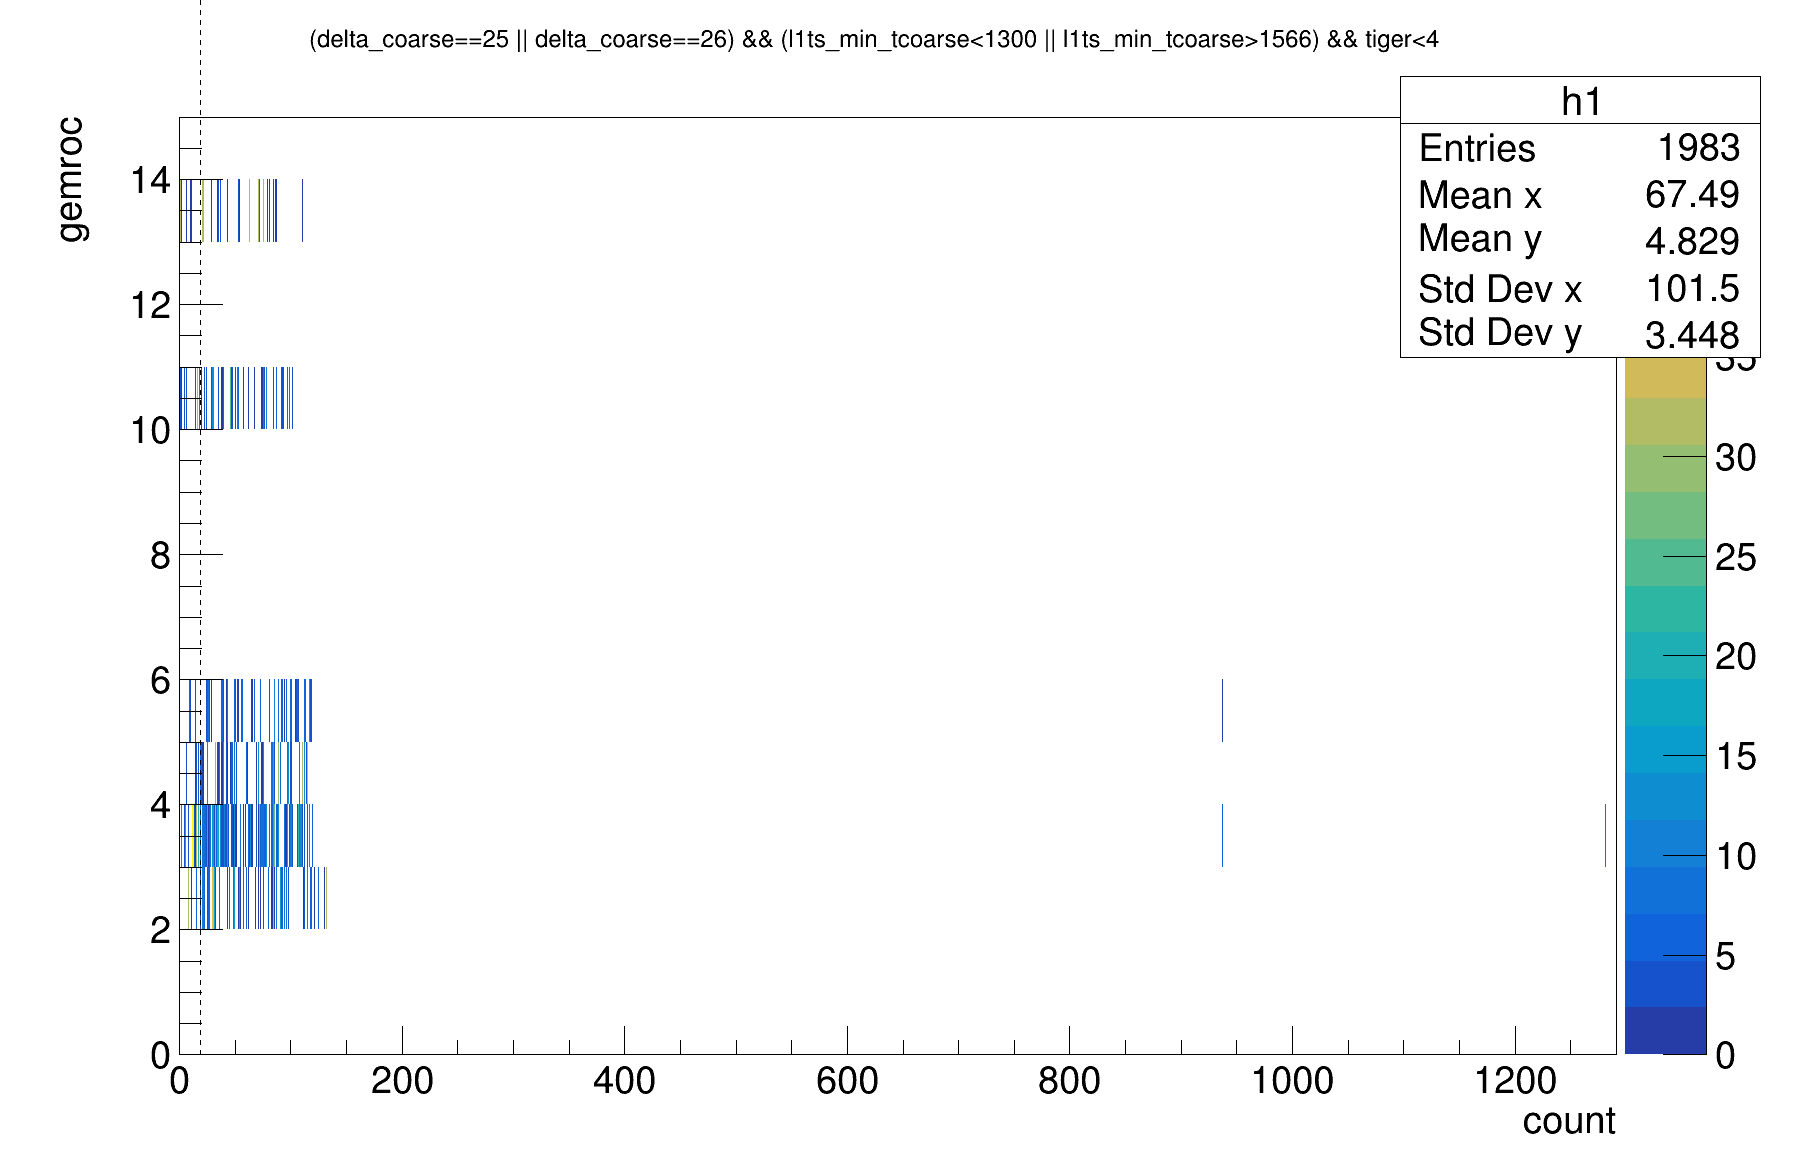 (delta_coarse==25 || delta_coarse==26) && (l1ts_min_tcoarse<1300 || l1ts_min_tcoarse>1566) && tiger<4
h1
Entries 1983
Mean x 67.49
Mean y 4.829
Std Dev x 101.5
Std Dev y 3.448
gemroc
14
12
10
8
6
4
2
0
0 200 400 600 800 1000 1200
count
35
30
25
20
15
10
5
0